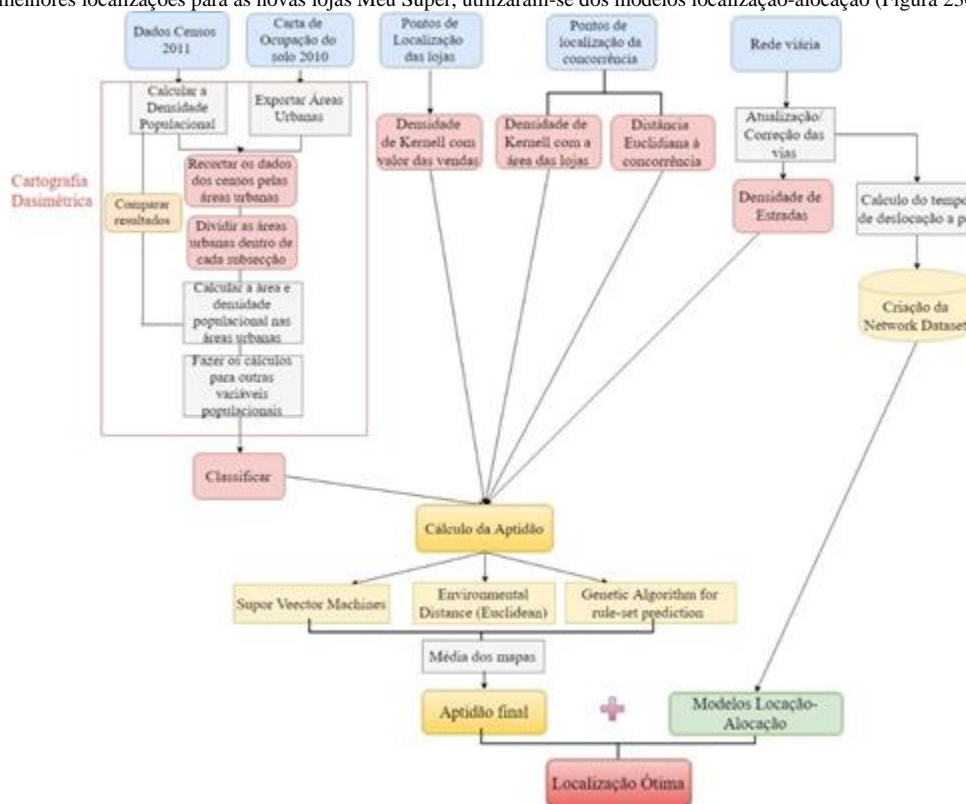 melhores localizações para as novas lojas Meu Super, utilizaram-se dos modelos localização-alocação (Figura 23
Dados Censos
2011
Carta de
Ocupação do
solo 2010
Pontos de
Localização
das lojas
Pontos de
localização da
concorrência
Rede viária
Calcular a
Densidade
Populacional
Exportar Áreas
Urbanas
Densidade
de Kernell com
valor das vendas
Densidade de
Kernell com a
área das lojas
Distância
Euclidiana à
concorrência
Atualização/
Correção das
vias
Cartografia
Dasimétrica
Recortar os dados
dos censos pelas
áreas urbanas
Comparar
resultados
Dividir as áreas
urbanas dentro de
cada subsecção
Densidade de
Estradas
Calculo do tempo
de deslocação a p
Calcular a área e
densidade
populacional nas
áreas urbanas
Criação da
Network Dataset
Fazer os cálculos
para outras
variáveis
populacionais
Classificar
Cálculo da Aptidão
Supor Veector Machines
Environmental
Distance (Euclidean)
Genetic Algorithm for
rule-set prediction
Média dos mapas
Aptidão final
Modelos Locação-
Alocação
Localização Ótima